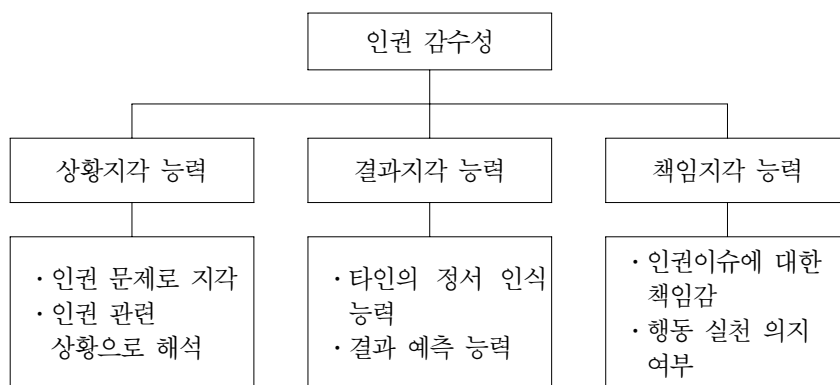 인권 감수성
상황지각 능력
결과지각 능력
책임지각 능력
· 인권 문제로 지각
· 인권 관련
상황으로 해석
· 타인의 정서 인식
능력
· 결과 예측 능력
· 인권이슈에 대한
책임감
· 행동 실천 의지
여부